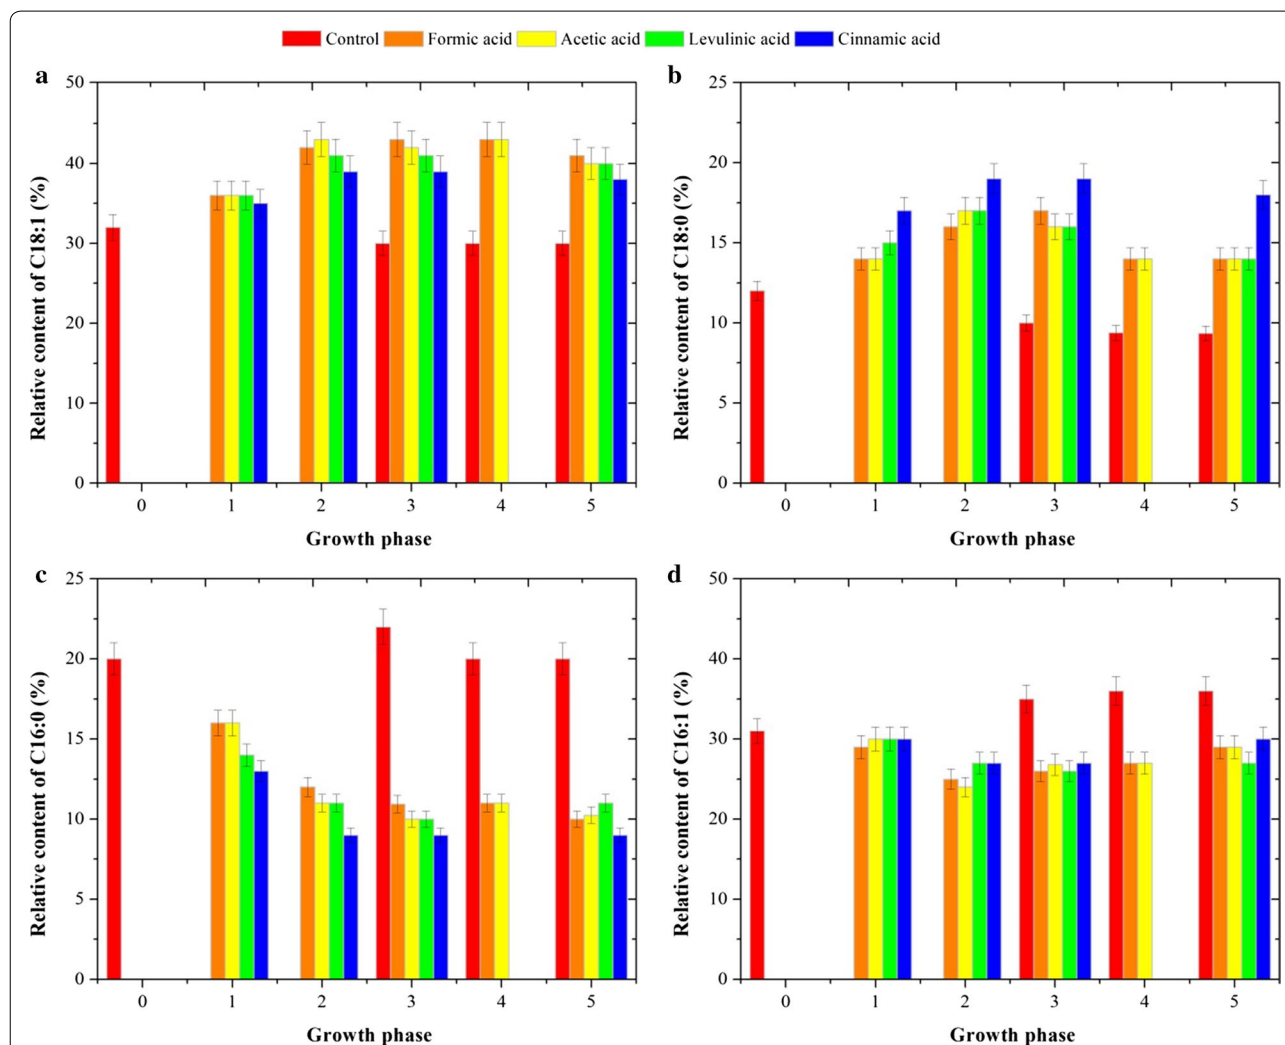 Control Formic acid Acetic acid Levulinic acid Cinnamic acid
a
50
40
30
20
10
0
Relative content of C18:1 (%)
0 1 2 3 4 5
Growth phase
b
25
20
15
10
5
0
Relative content of C18:0 (%)
0 1 2 3 4 5
Growth phase
c
25
20
15
10
5
0
Relative content of C16:0 (%)
0 1 2 3 4 5
Growth phase
d
50
40
30
20
10
0
Relative content of C16:1 (%)
0 1 2 3 4 5
Growth phase